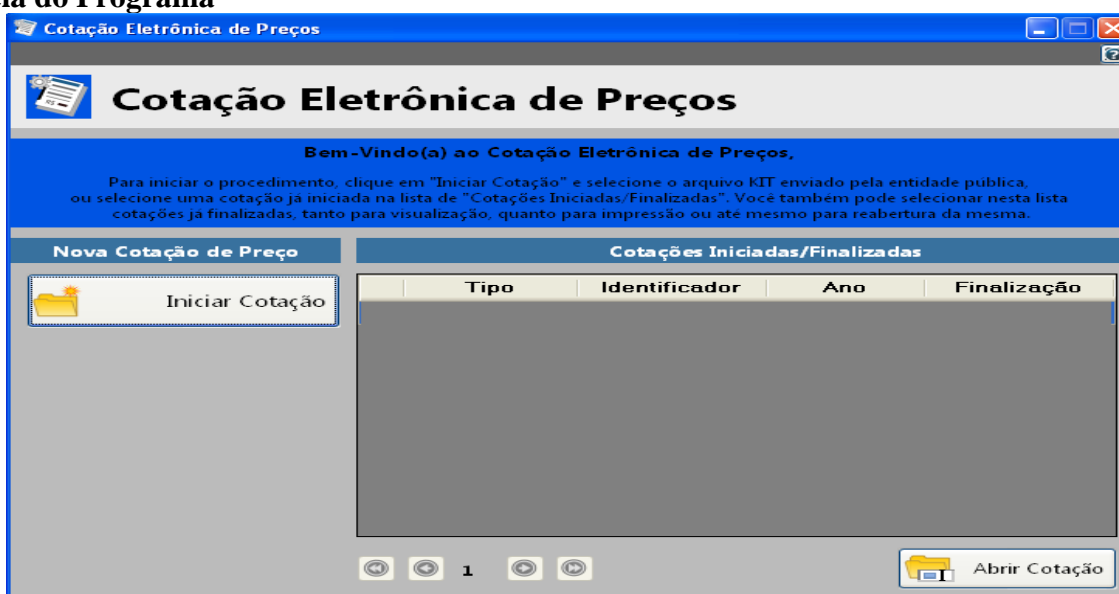 do Programa
Cotação Eletrônica de Preços
Cotação Eletrônica de Preços
Bem-Vindo(a) ao Cotação Eletrônica de Preços,
Para iniciar o procedimento, clique em "Iniciar Cotação" e selecione o arquivo KIT enviado pela entidade pública,
ou selecione uma cotação já iniciada na lista de "Cotações Iniciadas/Finalizadas". Você também pode selecionar nesta lista
cotações já finalizadas, tanto para visualização, quanto para impressão ou até mesmo para reabertura da mesma.
Nova Cotação de Preço
Cotações Iniciadas/Finalizadas
Iniciar Cotação
Tipo Identificador Ano Finalização
1
Abrir Cotação